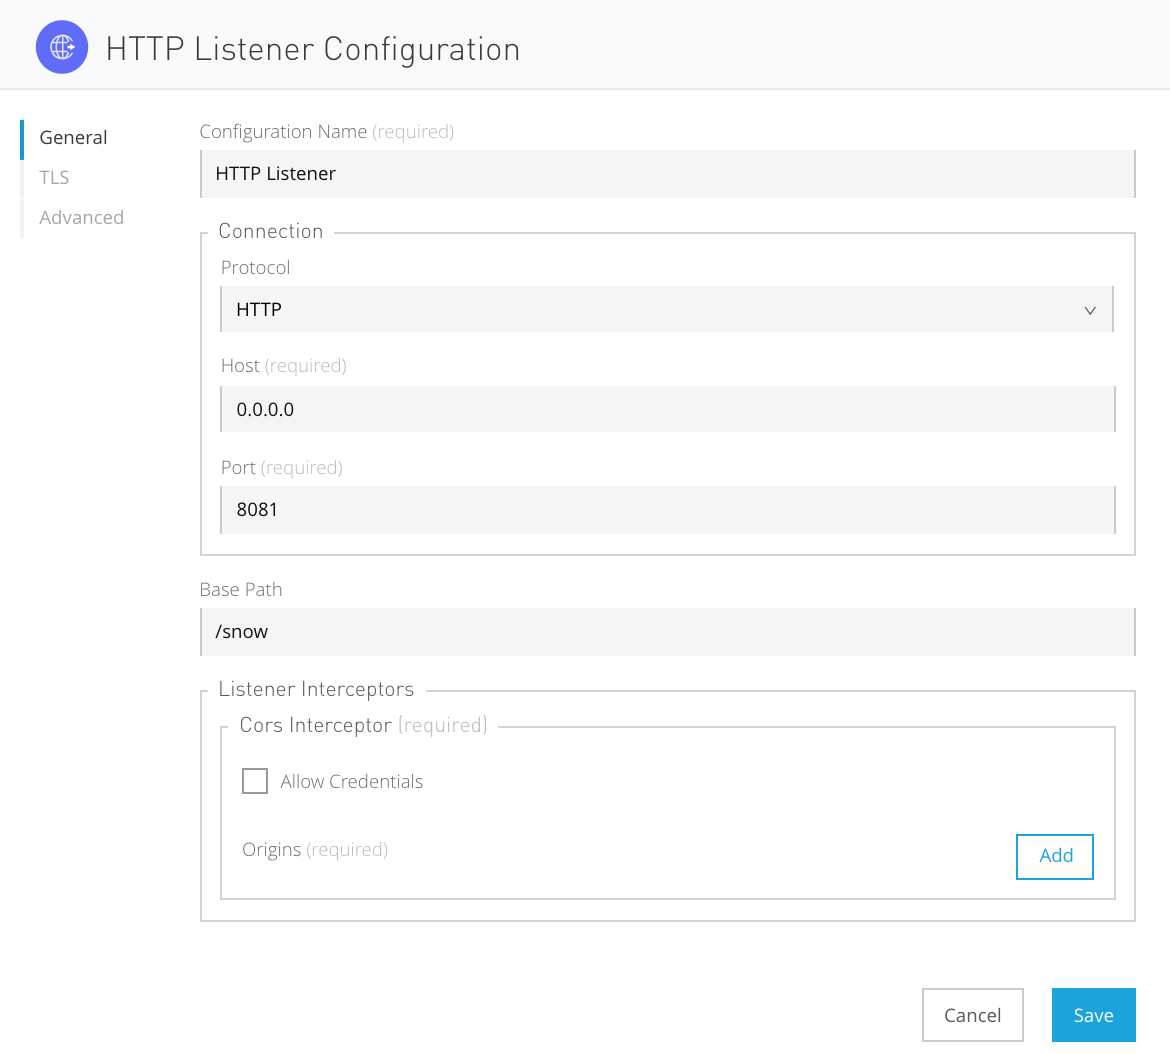 HTTP Listener Configuration
General
TLS
Advanced
Configuration Name (required)
HTTP Listener
Connection
Protocol
HTTP
Host (required)
0.0.0.0
Port (required)
8081
Base Path
/snow
Listener Interceptors
Cors Interceptor (required)
Allow Credentials
Origins (required)
Add
Cancel
Save